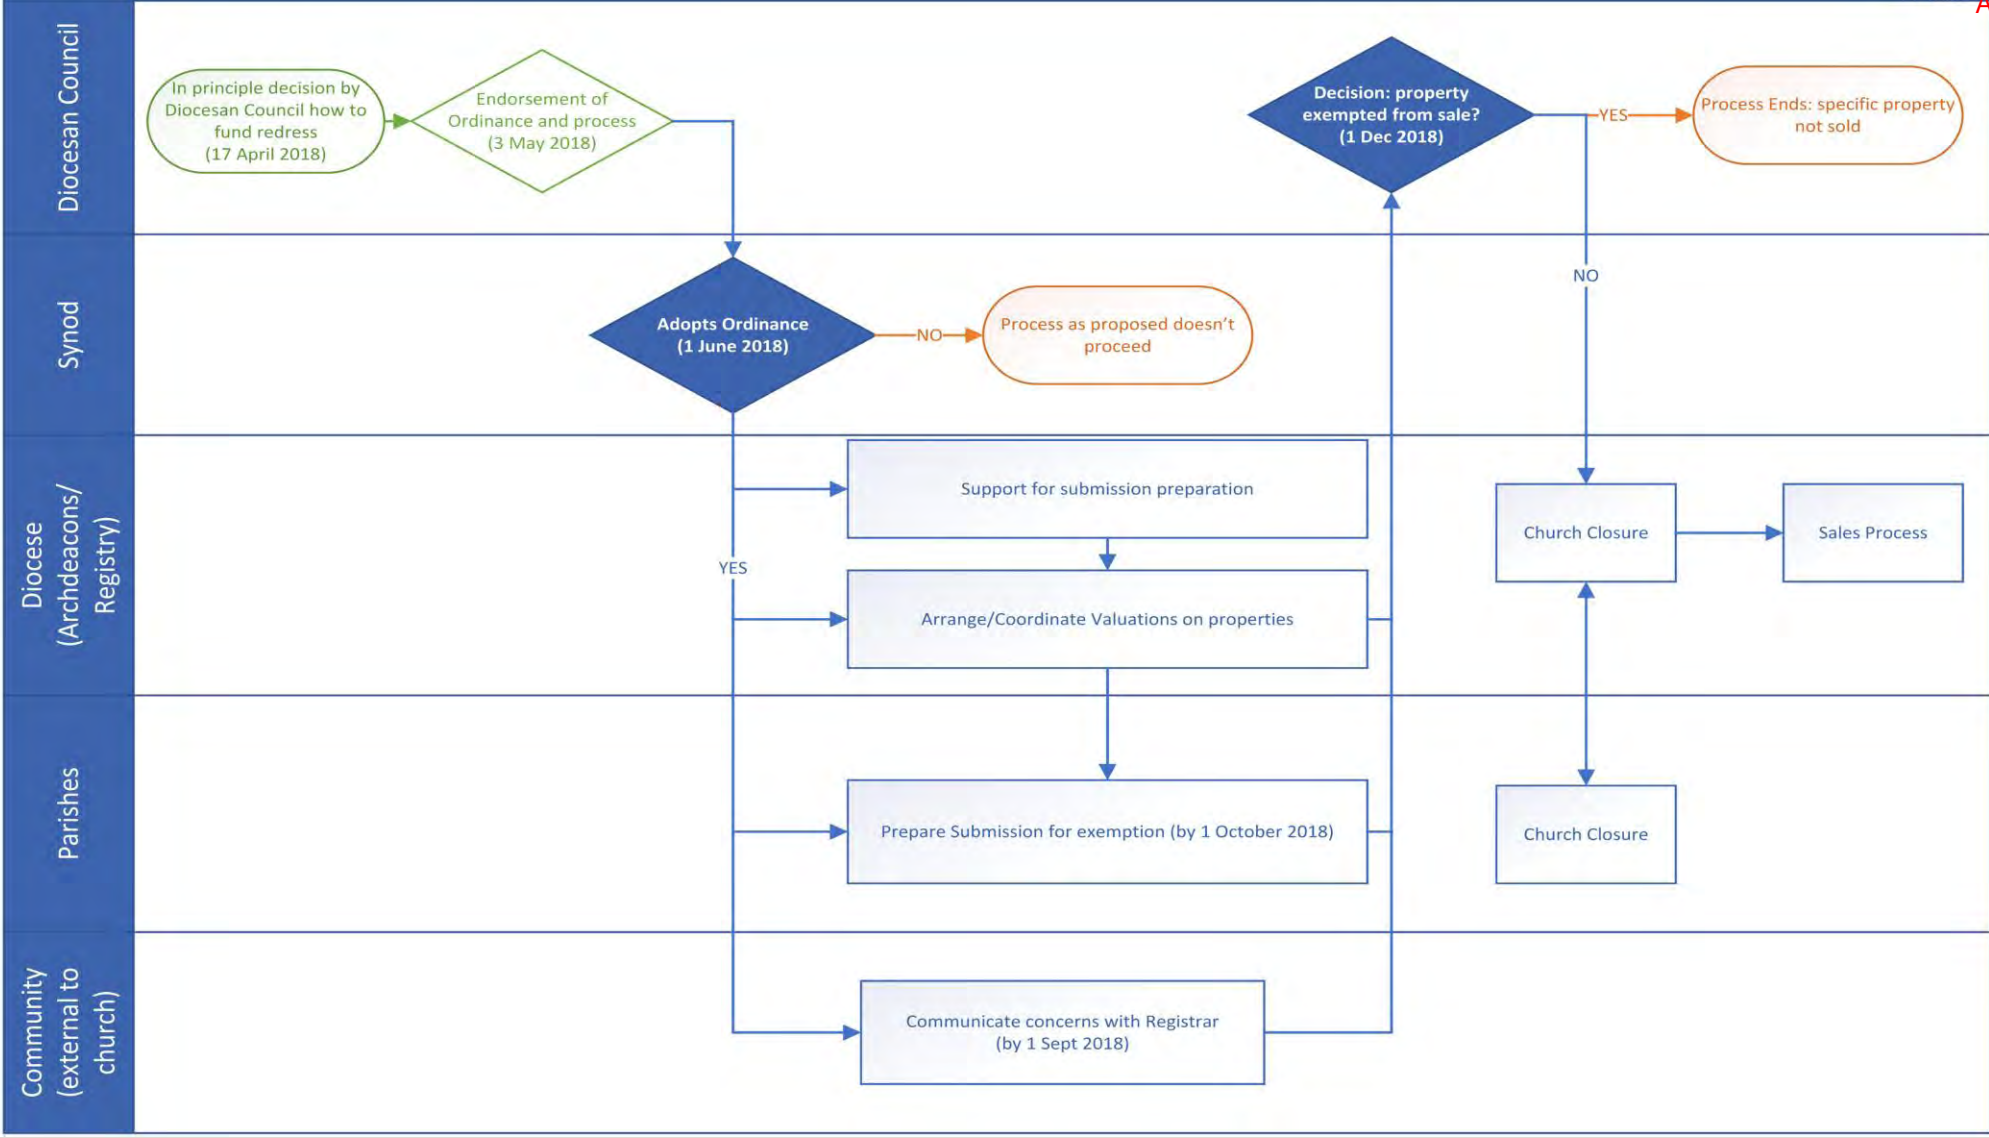 A
Diocesan Council
In principle decision by
Diocesan Council how to
fund redress
(17 April 2018)
Endorsement of
Ordinance and process
(3 May 2018)
Decision: property
exempted from sale?
(1 Dec 2018)
YES
Process Ends: specific property
not sold
NO
Synod
Adopts Ordinance
(1 June 2018)
NO
Process as proposed doesn't
proceed
Diocese
(Archdeacons/
Registry)
YES
Support for submission preparation
Arrange/Coordinate Valuations on properties
Church Closure
Sales Process
Parishes
Prepare Submission for exemption (by 1 October 2018)
Church Closure
Community
(external to
church)
Communicate concerns with Registrar
(by 1 Sept 2018)